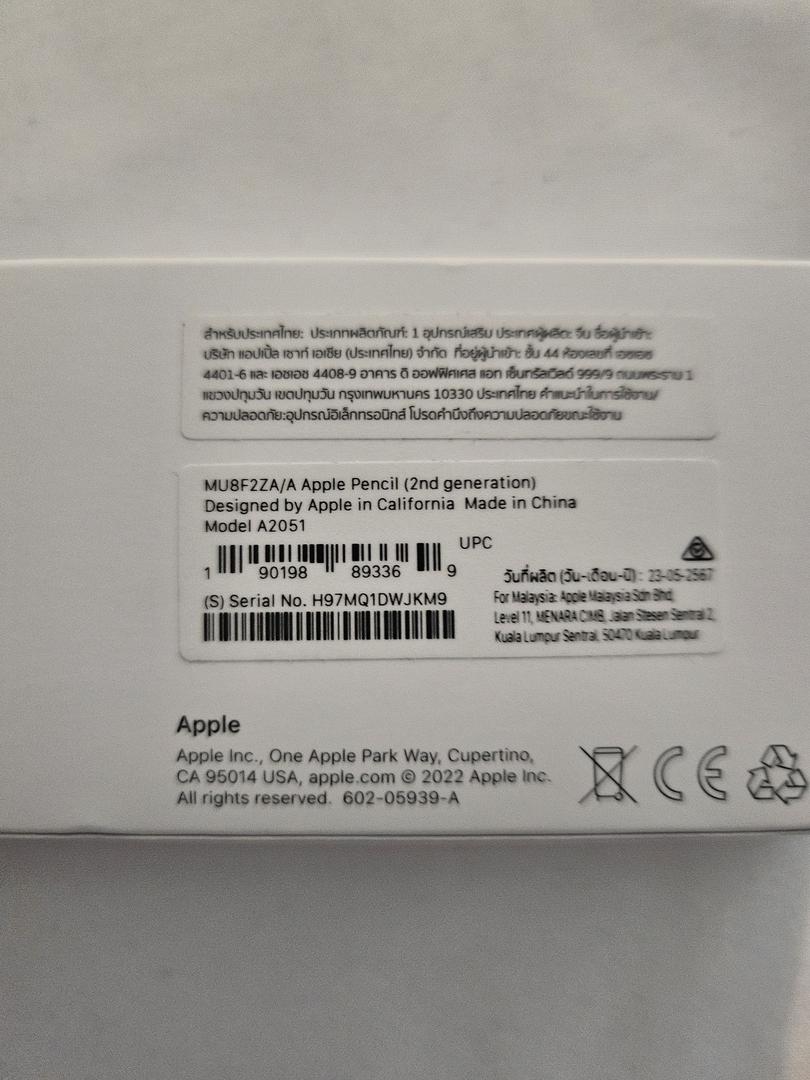 สำหรับประเทศไทย: ประเภทผลิตภัณฑ์: 1 อุปกรณ์เสริม ประเทศผู้ผลิต: จีน ชื่อผู้นำเข้า:
บริษัท แอปเปิ้ล เซาท์ เอเชีย (ประเทศไทย) จำกัด ที่อยู่ผู้นำเข้า: ชั้น 44 ห้องเลขที่ เอชเอช
4401-6 และ เอชเอช 4408-9 อาคาร ดิ ออฟฟิศเศส แอท เซ็นทรัลเวิลด์ 999/9 ถนนพระราม 1
แขวงปทุมวัน เขตปทุมวัน กรุงเทพมหานคร 10330 ประเทศไทย คำแนะนำในการใช้งาน/
ความปลอดภัย:อุปกรณ์อิเล็กทรอนิกส์ โปรดคำนึงถึงความปลอดภัยขณะใช้งาน
MU8F2ZA/A Apple Pencil (2nd generation)
Designed by Apple in California Made in China
Model A2051
UPC
1 90198 89336 9
วันที่ผลิต (วัน-เดือน-ปี) : 23-05-2567
(S) Serial No. H97MQ1DWJKM9
For Malaysia: Apple Malaysia Sdn Bhd,
Level 11, MENARA CIMB, Jalan Stesen Sentral 2,
Kuala Lumpur Sentral, 50470 Kuala Lumpur
Apple
Apple Inc., One Apple Park Way, Cupertino,
CA 95014 USA, apple.com © 2022 Apple Inc.
All rights reserved. 602-05939-A
CE